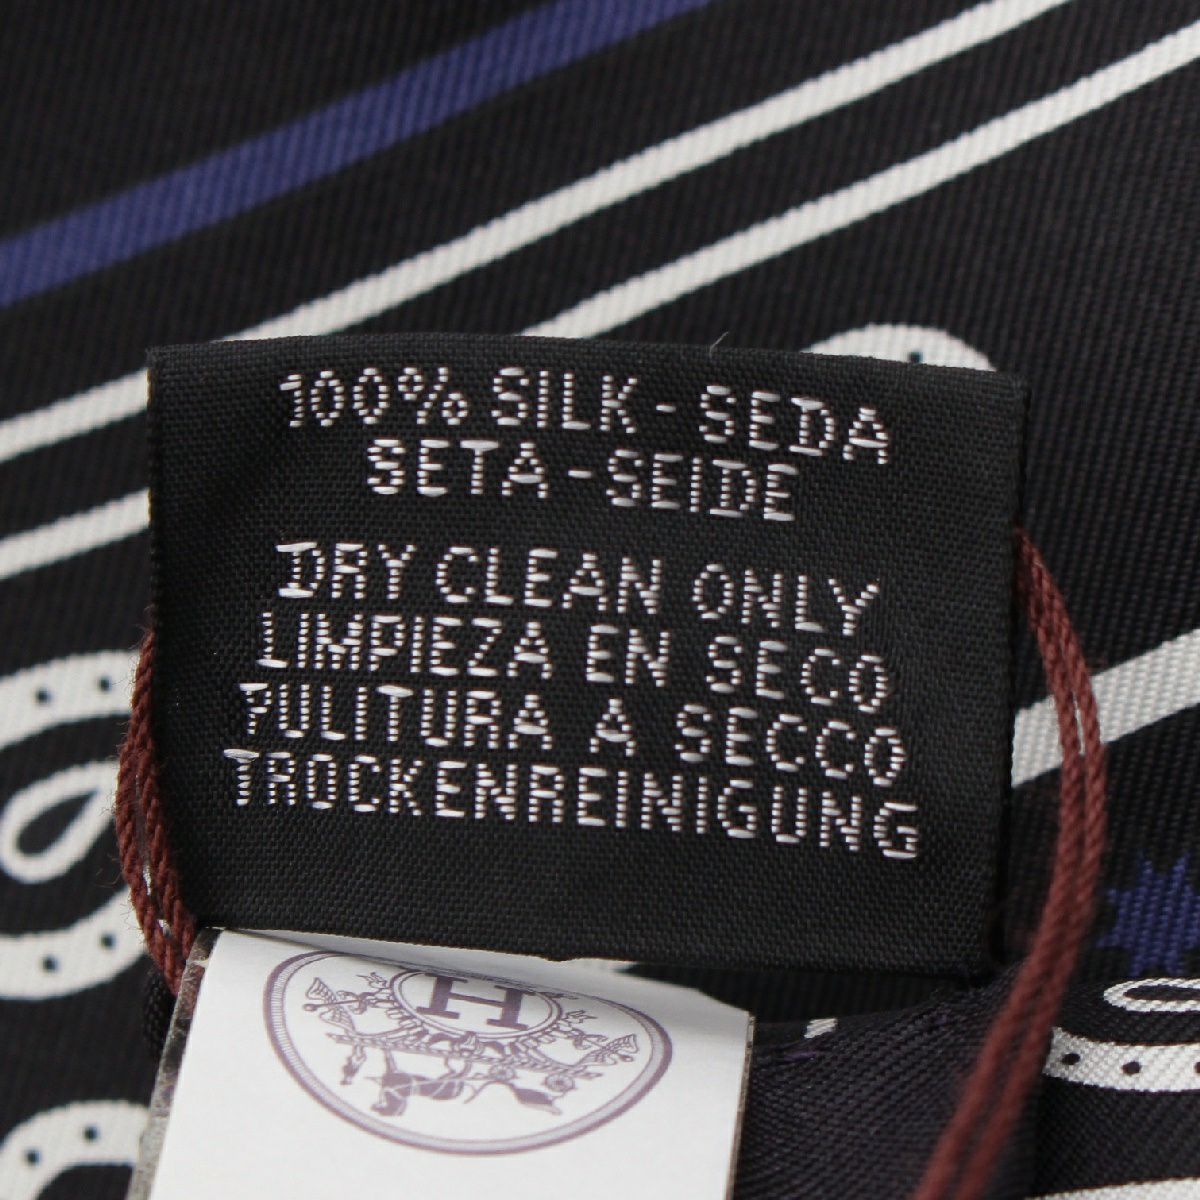 100% SILK - SEDA
SETA - SEIDE
DRY CLEAN ONLY
LIMPIEZA EN SECO
PULITURA A SECCO
TROCKENREINIGUNG
H